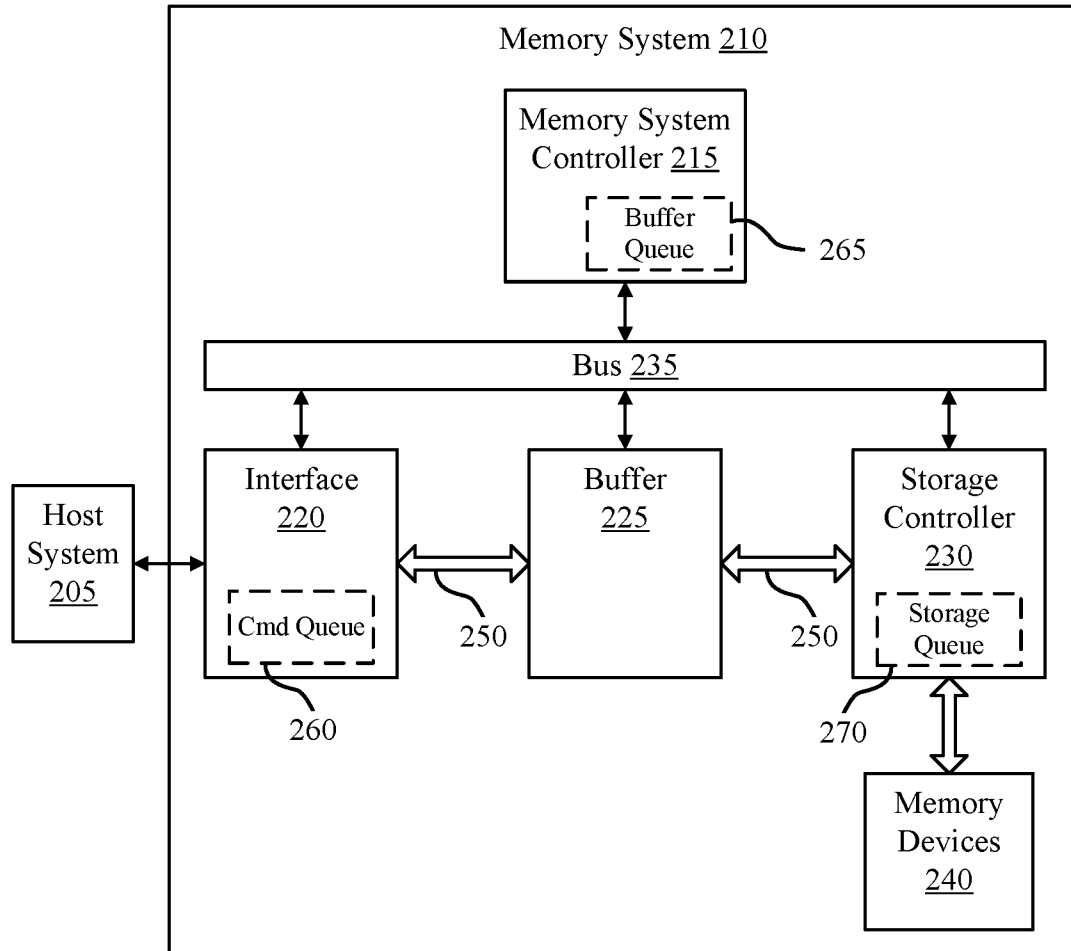 Memory System 210
Memory System
Controller 215
Buffer
Queue
265
Bus 235
Interface
220
Buffer
225
Storage
Controller
230
Host
System
205
Cmd Queue
250
250
Storage
Queue
260
270
Memory
Devices
240